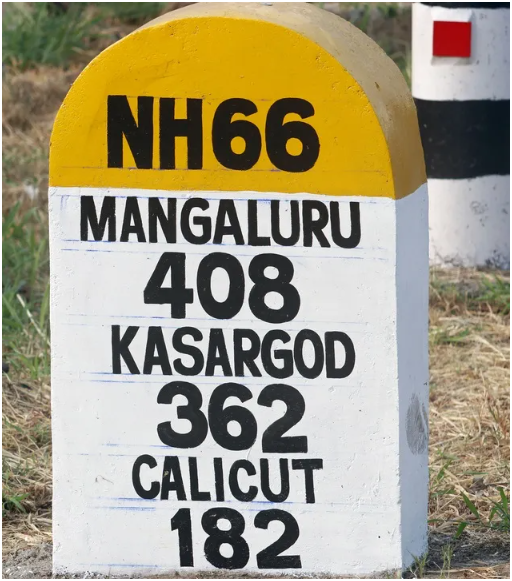 NH66
MANGALURU
408
KASARGOD
362
CALICUT
182